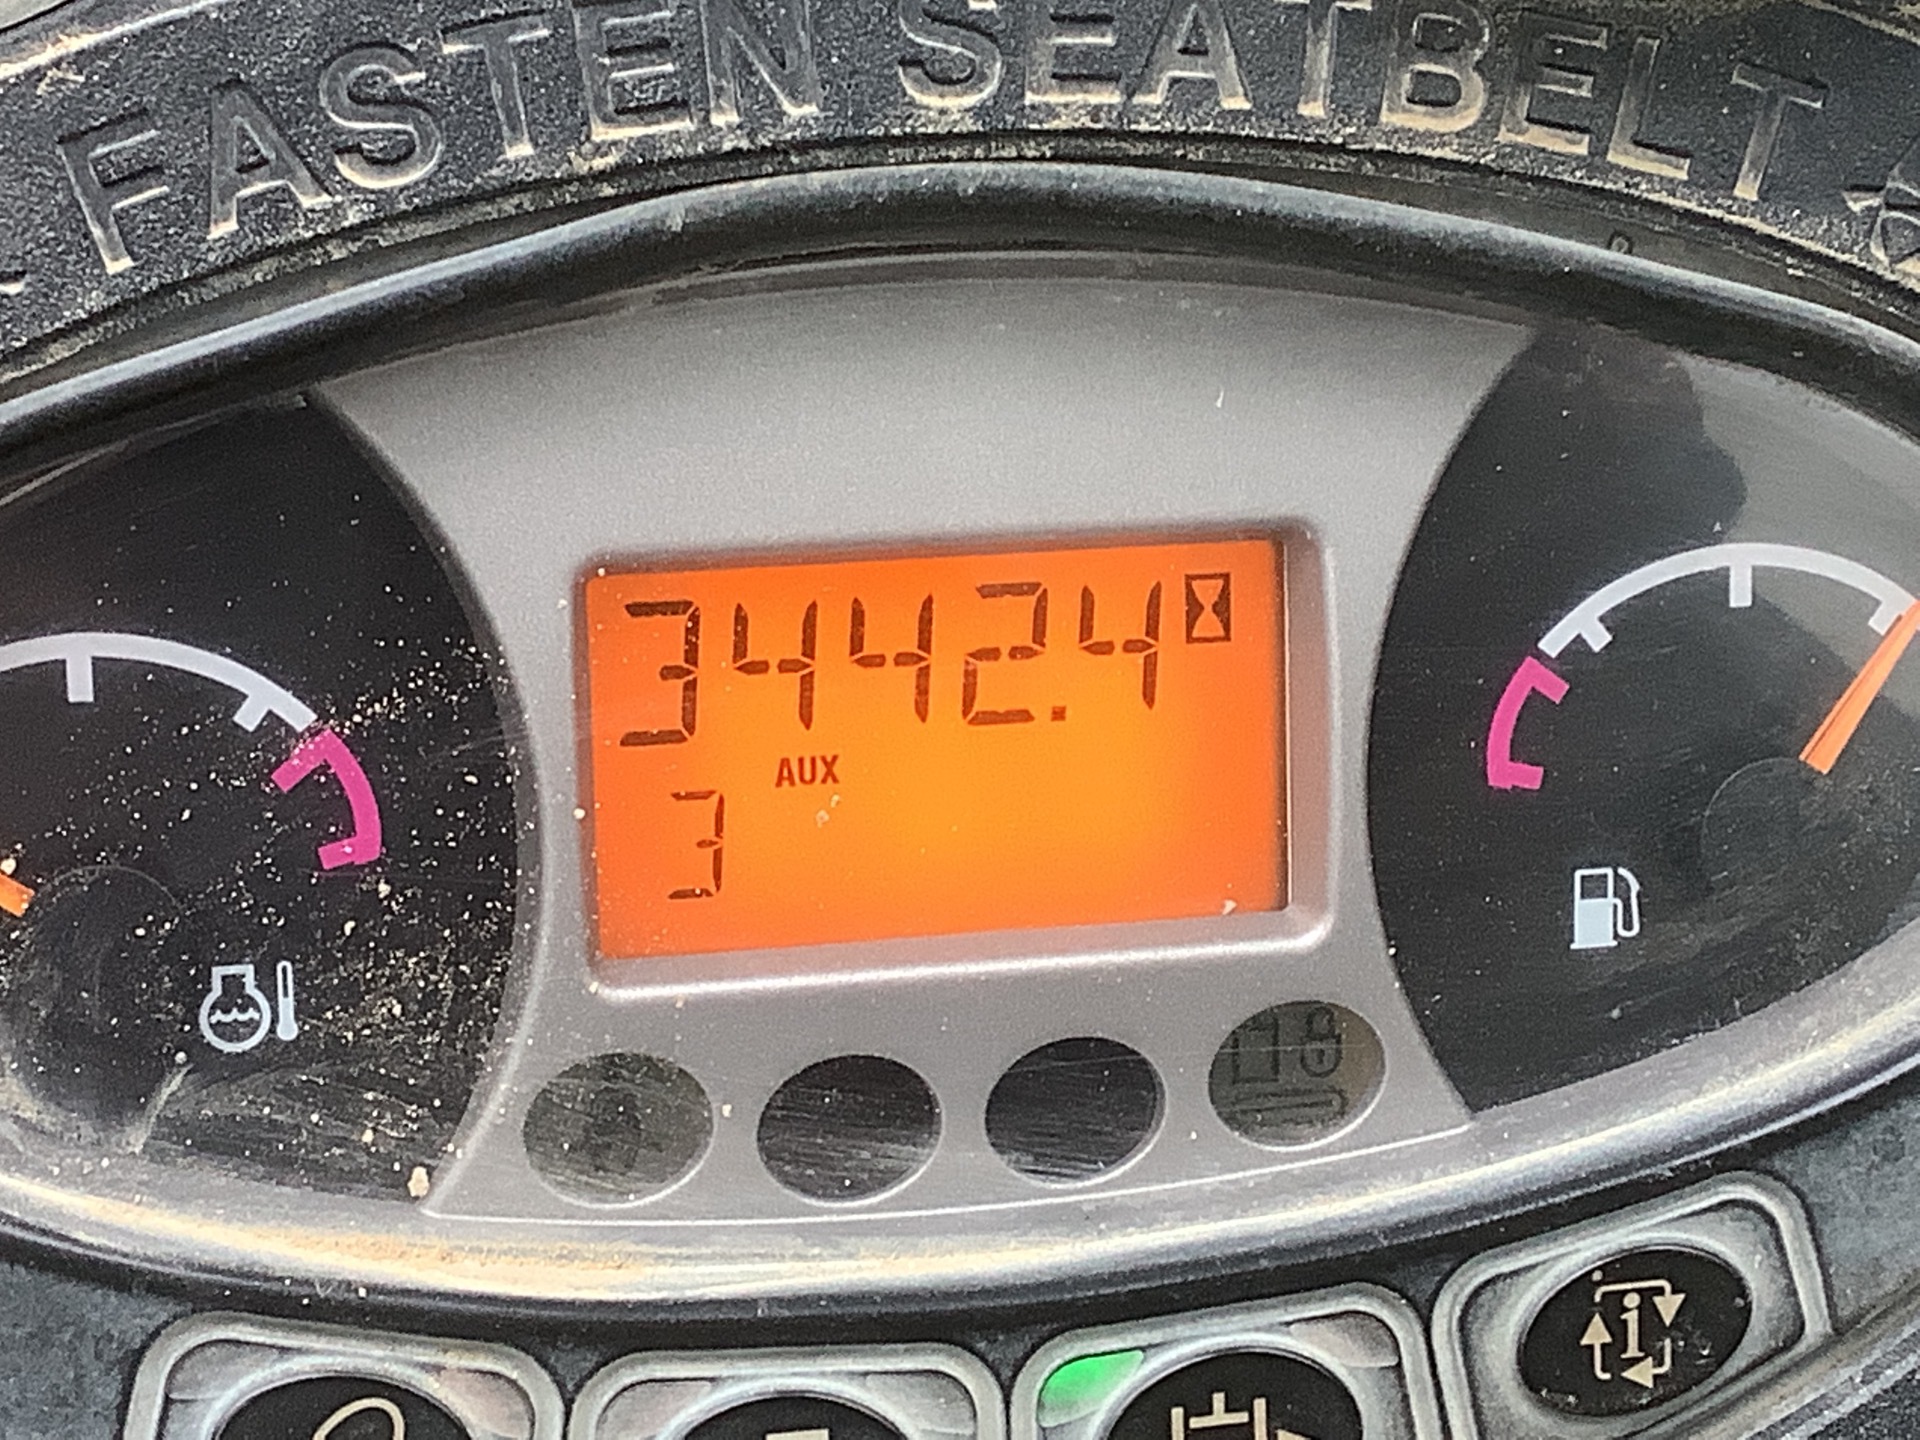 FASTEN SEATBELT
3442.4
AUX
3